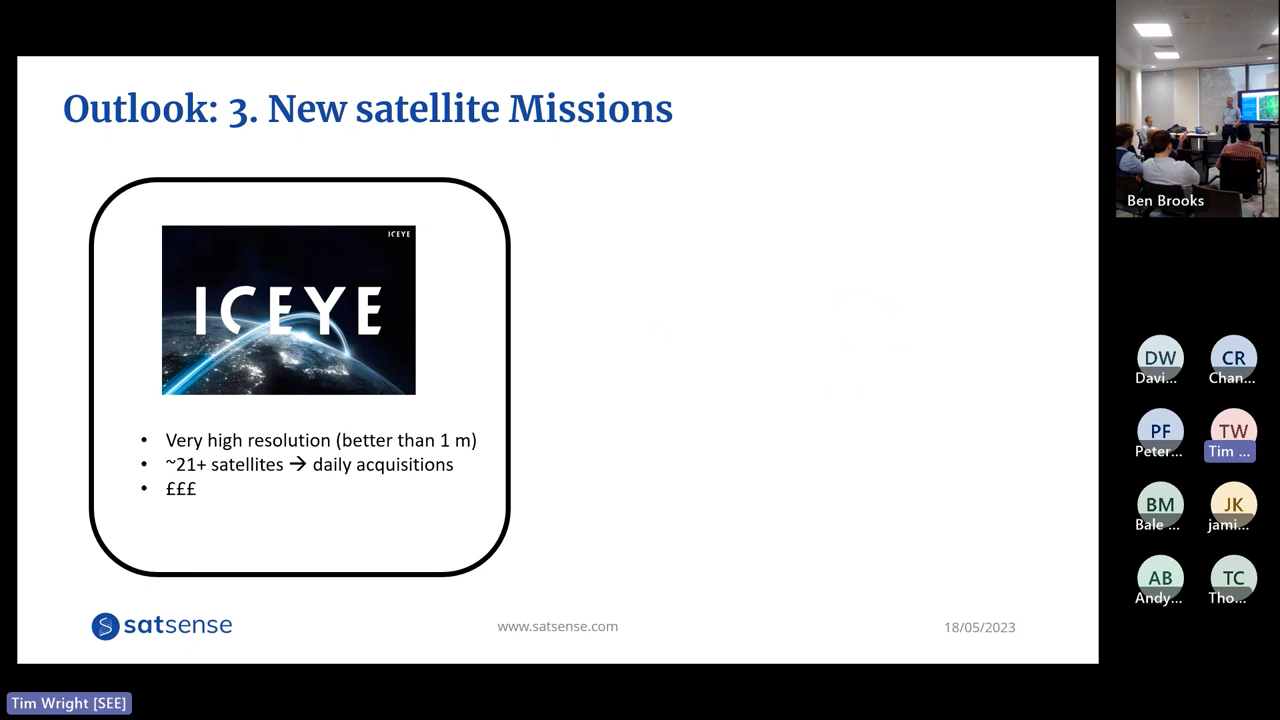 Outlook: 3. New satellite Missions
ICEYE
ICEYE
• Very high resolution (better than 1 m)
• ~21+ satellites → daily acquisitions
• £££
satsense
www.satsense.com
18/05/2023
Ben Brooks
DW
Davi...
CR
Chan...
PF
Peter...
TW
Tim ...
BM
Bale ...
JK
jami...
AB
Andy...
TC
Tho...
Tim Wright [SEE]